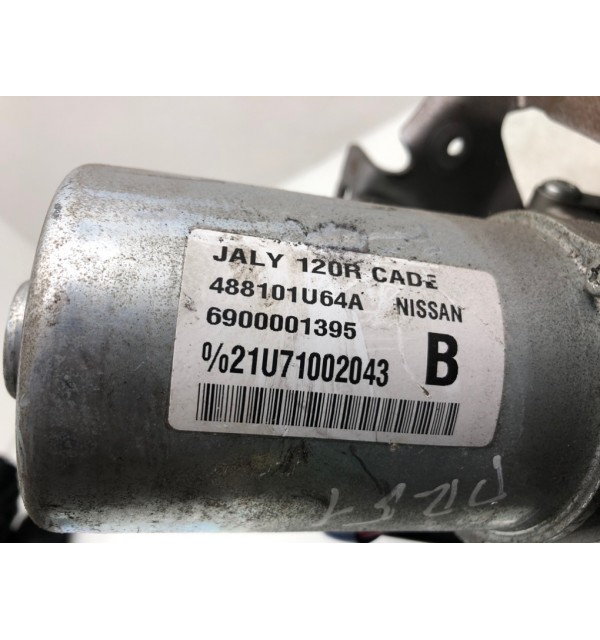 JALY 120R CADE
488101U64A NISSAN
6900001395
%21U71002043 B